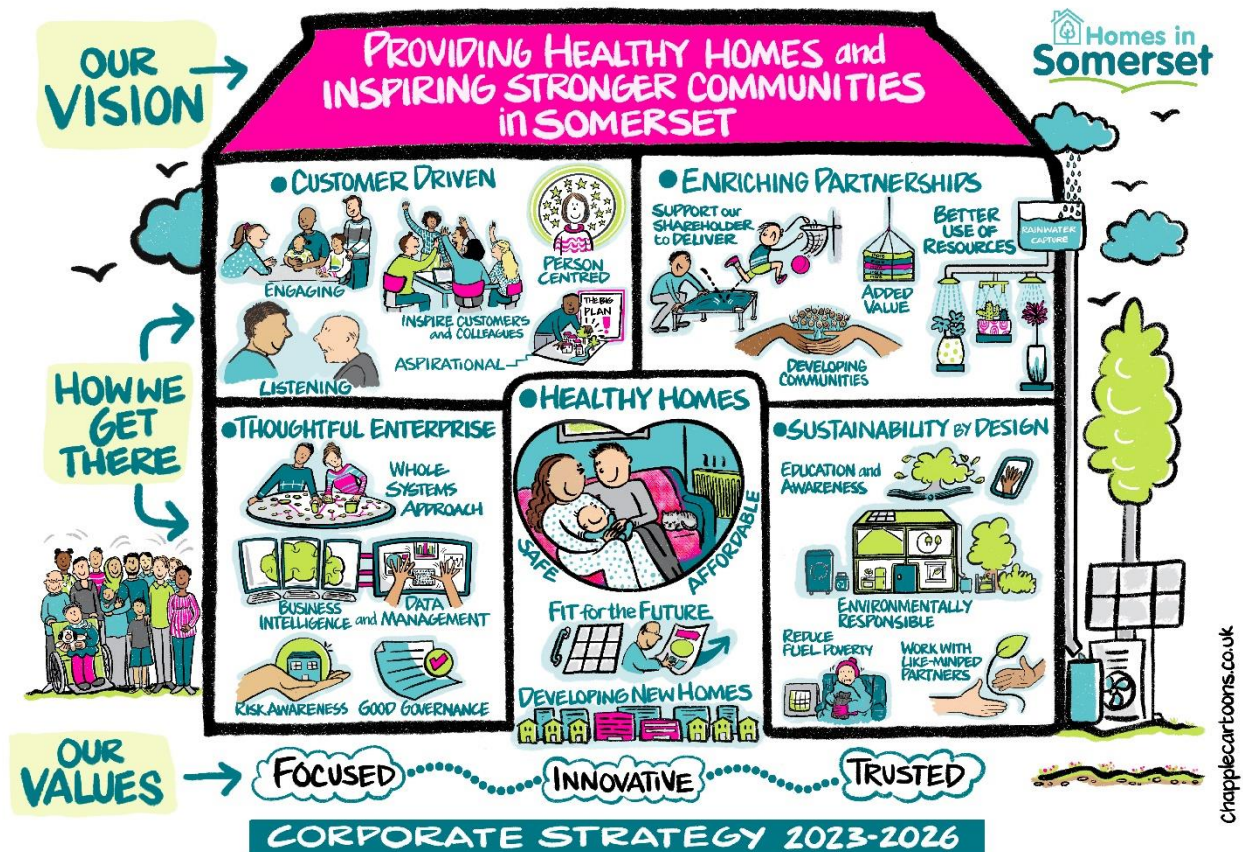 OUR
VISION
PROVIDING HEALTHY HOMES and
INSPIRING STRONGER COMMUNITIES
in SOMERSET
Homes in
Somerset
HOW WE
GET
THERE
CUSTOMER DRIVEN
ENGAGING
INSPIRE CUSTOMERS
and COLLEAGUES
PERSON
CENTRED
LISTENING
ASPIRATIONAL
THE BIG
PLAN
!
ENRICHING PARTNERSHIPS
SUPPORT our
SHAREHOLDER
to DELIVER
ADDED
VALUE
BETTER
USE OF
RESOURCES
RAINWATER
CAPTURE
DEVELOPING
COMMUNITIES
THOUGHTFUL ENTERPRISE
WHOLE
SYSTEMS
APPROACH
BUSINESS
INTELLIGENCE and
DATA
MANAGEMENT
RISK AWARENESS
GOOD GOVERNANCE
HEALTHY HOMES
SAFE
AFFORDABLE
FIT for the FUTURE
DEVELOPING NEW HOMES
SUSTAINABILITY BY DESIGN
EDUCATION and
AWARENESS
ENVIRONMENTALLY
RESPONSIBLE
REDUCE
FUEL POVERTY
WORK WITH
LIKE-MINDED
PARTNERS
OUR
VALUES
FOCUSED
INNOVATIVE
TRUSTED
CORPORATE STRATEGY 2023-2026
chapplecartoons.co.uk